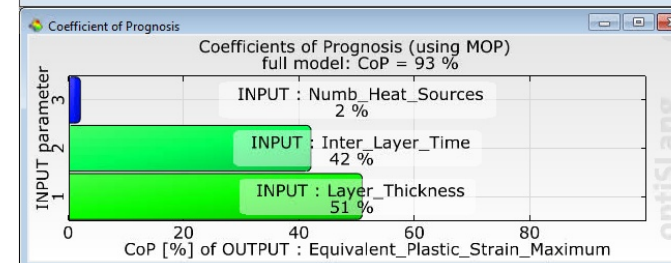 Coefficient of Prognosis
Coefficients of Prognosis (using MOP)
full model: CoP = 93 %
INPUT parameter
3
INPUT : Numb_Heat_Sources
2 %
2
INPUT : Inter_Layer_Time
42 %
1
INPUT : Layer_Thickness
51 %
0 20 40 60 80
CoP [%] of OUTPUT : Equivalent_Plastic_Strain_Maximum
optiSLang